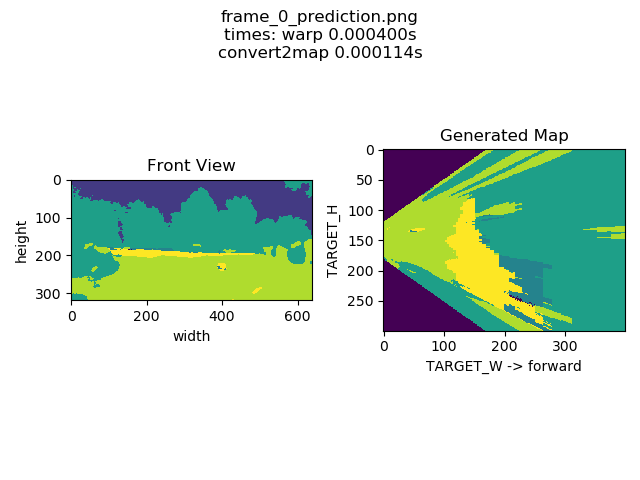 frame_0_prediction.png
times: warp 0.000400s
convert2map 0.000114s
Front View
0
100
200
300
height
0
200
400
600
width
Generated Map
0
50
100
150
200
250
TARGET_H
0
100
200
300
TARGET_W -> forward